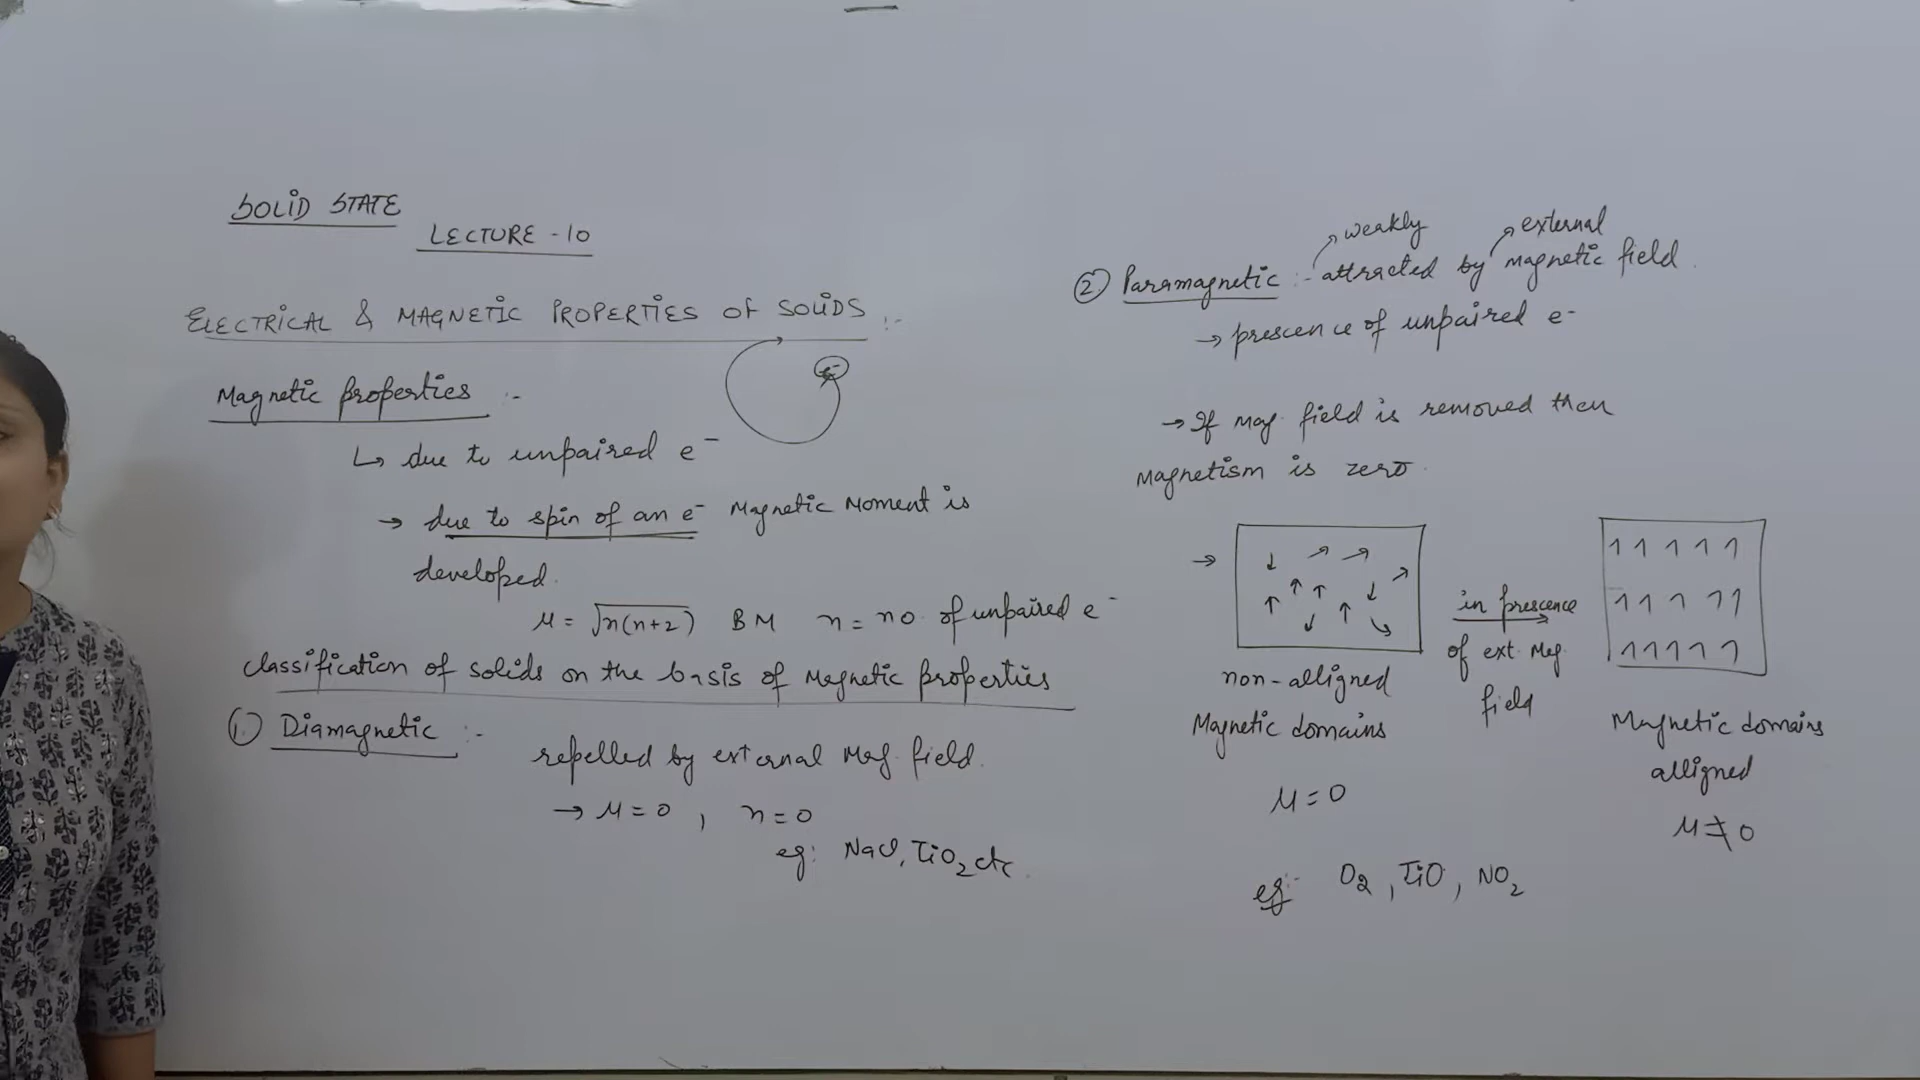 SOLID STATE
LECTURE - 10
ELECTRICAL & MAGNETIC PROPERTIES OF SOLIDS :-
Magnetic properties :-
↳ due to unpaired e⁻
→ due to spin of an e⁻ Magnetic Moment is
developed.
μ = √n(n+2) BM n = no. of unpaired e⁻
classification of solids on the basis of Magnetic properties
① Diamagnetic :-
repelled by external Mag. field.
→ μ = 0 , n = 0
eg: NaCl, TiO₂ etc.
e⁻
weakly external
② Paramagnetic :- attracted by magnetic field.
→ prescence of unpaired e⁻
→ If mag. field is removed then
magnetism is zero.
→
in prescence
of ext. Mag.
field
non-alligned
Magnetic domains
μ = 0
Magnetic domains
alligned
μ ≠ 0
eg:- O₂ , TiO , NO₂